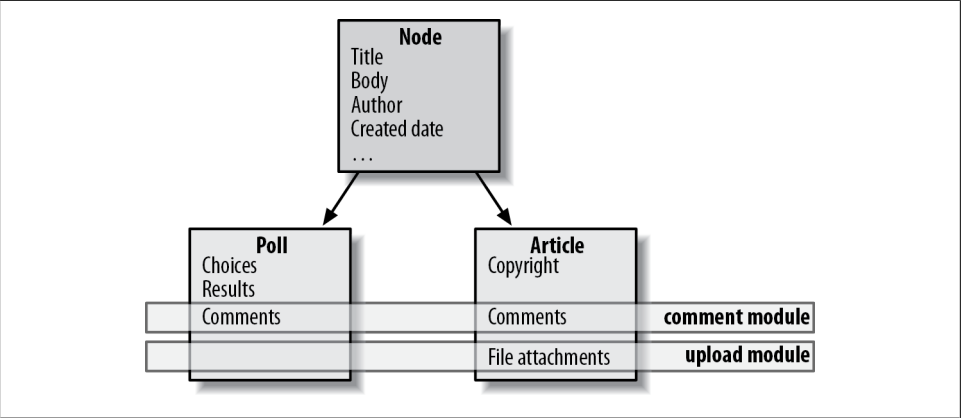 Node
Title
Body
Author
Created date
...
Poll
Choices
Results
Comments
Article
Copyright
Comments
File attachments
comment module
upload module